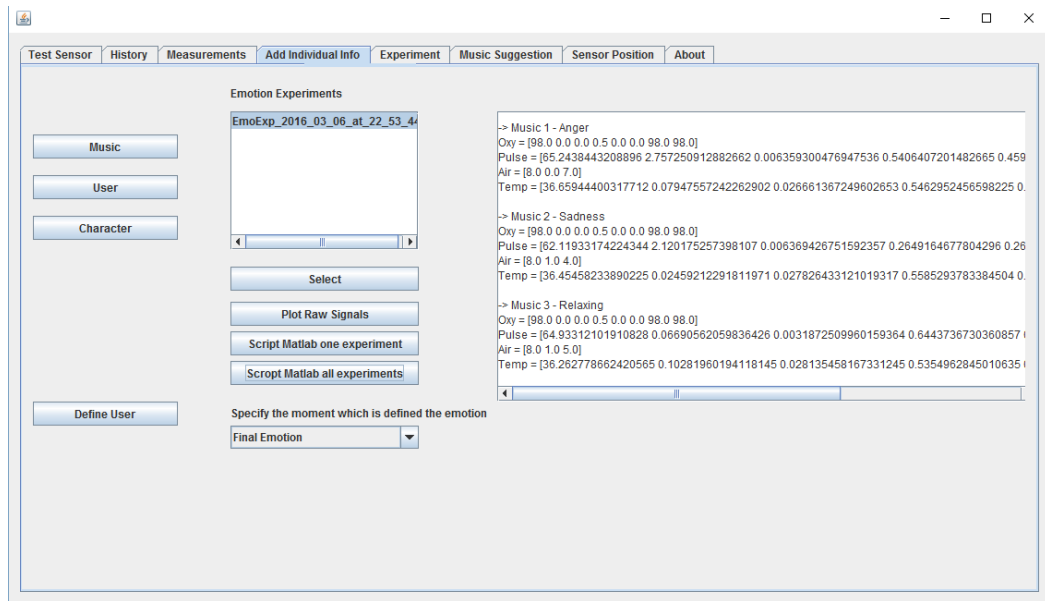 Test Sensor History Measurements Add Individual Info Experiment Music Suggestion Sensor Position About
Music
User
Character
Define User
Emotion Experiments
EmoExp_2016_03_06_at_22_53_44
Select
Plot Raw Signals
Script Matlab one experiment
Scropt Matlab all experiments
Specify the moment which is defined the emotion
Final Emotion
-> Music 1 - Anger
Oxy = [98.0 0.0 0.0 0.5 0.0 0.0 98.0 98.0]
Pulse = [65.2438443208896 2.757250912882662 0.006359300476947536 0.5406407201482665 0.459
Air = [8.0 0.0 7.0]
Temp = [36.65944400317712 0.07947557242262902 0.026661367249602653 0.5462952456598225 0.
-> Music 2 - Sadness
Oxy = [98.0 0.0 0.0 0.5 0.0 0.0 98.0 98.0]
Pulse = [62.11933174224344 2.120175257398107 0.006369426751592357 0.2649164677804296 0.26
Air = [8.0 1.0 4.0]
Temp = [36.45458233890225 0.02459212291811971 0.027826433121019317 0.5585293783384504 0.
-> Music 3 - Relaxing
Oxy = [98.0 0.0 0.0 0.5 0.0 0.0 98.0 98.0]
Pulse = [64.93312101910828 0.06690562059836426 0.0031872509960159364 0.6443736730360857
Air = [8.0 1.0 5.0]
Temp = [36.262778662420565 0.10281960194118145 0.028135458167331245 0.5354962845010635